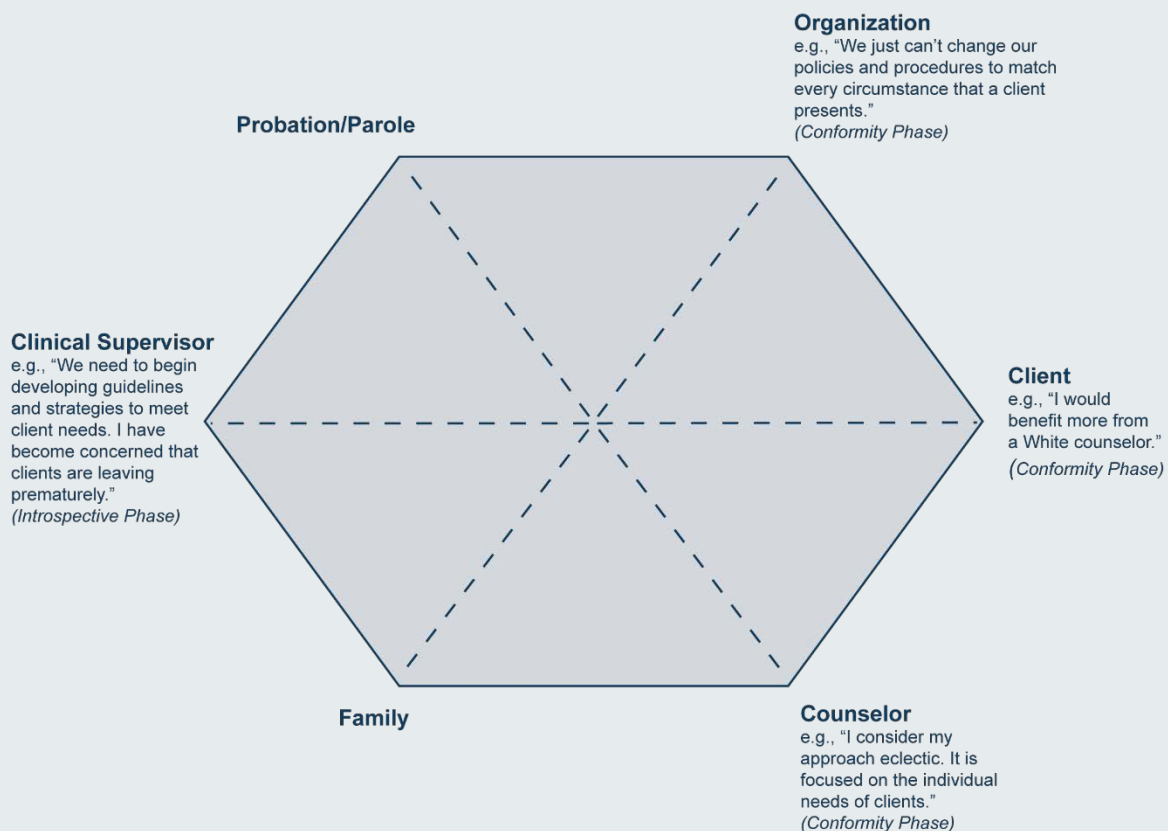 Organization
e.g., “We just can’t change our
policies and procedures to match
every circumstance that a client
presents.”
(Conformity Phase)
Probation/Parole
Clinical Supervisor
e.g., “We need to begin
developing guidelines
and strategies to meet
client needs. I have
become concerned that
clients are leaving
prematurely.”
(Introspective Phase)
Client
e.g., “I would
benefit more from
a White counselor.”
(Conformity Phase)
Family
Counselor
e.g., “I consider my
approach eclectic. It is
focused on the individual
needs of clients.”
(Conformity Phase)